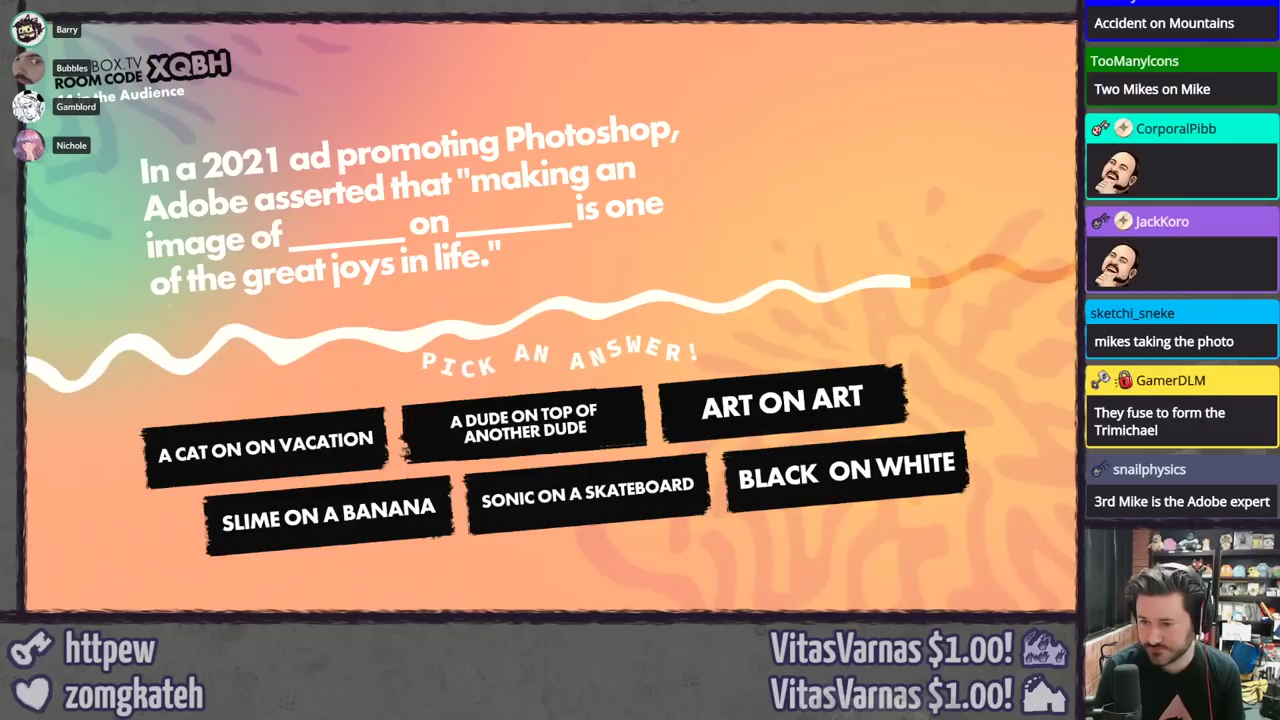 Barry
Bubbles
BOX.TV
ROOM CODE XQBH
in the Audience
Gamblord
Nichole
In a 2021 ad promoting Photoshop,
Adobe asserted that "making an
image of ________ on ________ is one
of the great joys in life."
PICK AN ANSWER!
A CAT ON ON VACATION
A DUDE ON TOP OF
ANOTHER DUDE
ART ON ART
SLIME ON A BANANA
SONIC ON A SKATEBOARD
BLACK ON WHITE
Accident on Mountains
TooManyIcons
Two Mikes on Mike
CorporalPibb
JackKoro
sketchi_sneke
mikes taking the photo
GamerDLM
They fuse to form the
Trimichael
snailphysics
3rd Mike is the Adobe expert
httpew
zomgkateh
VitasVarnas $1.00!
VitasVarnas $1.00!